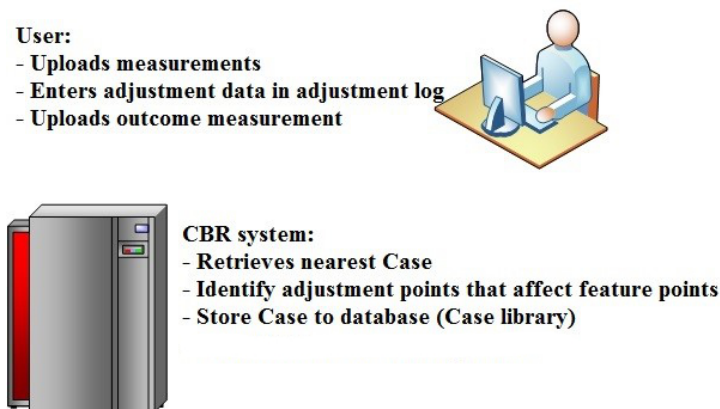 User:
- Uploads measurements
- Enters adjustment data in adjustment log
- Uploads outcome measurement
CBR system:
- Retrieves nearest Case
- Identify adjustment points that affect feature points
- Store Case to database (Case library)